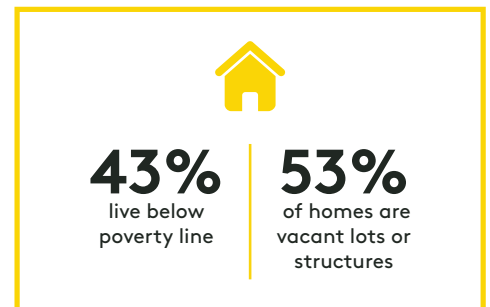 43%
live below
poverty line
53%
of homes are
vacant lots or
structures